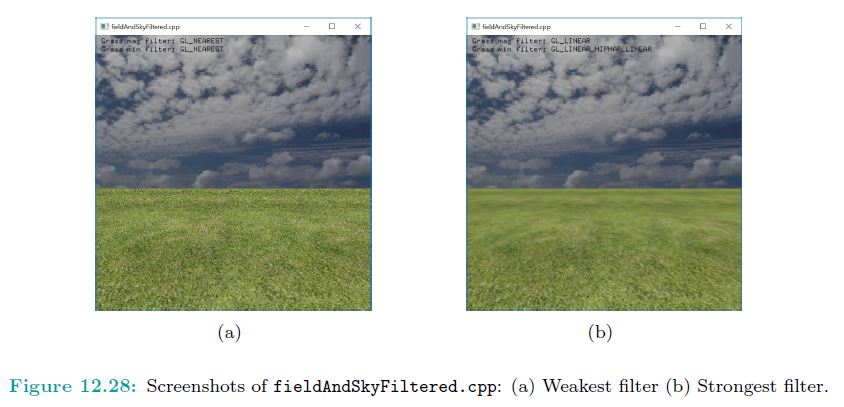 fieldAndSkyFiltered.cpp
Grass mag filter: GL_NEAREST
Grass min filter: GL_NEAREST
fieldAndSkyFiltered.cpp
Grass mag filter: GL_LINEAR
Grass min filter: GL_LINEAR_MIPMAP_LINEAR
(a)
(b)
Figure 12.28: Screenshots of fieldAndSkyFiltered.cpp: (a) Weakest filter (b) Strongest filter.